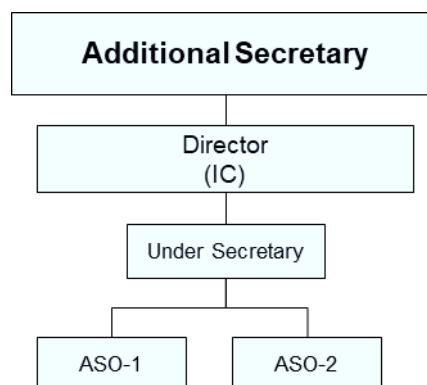 Additional Secretary
Director
(IC)
Under Secretary
ASO-1
ASO-2